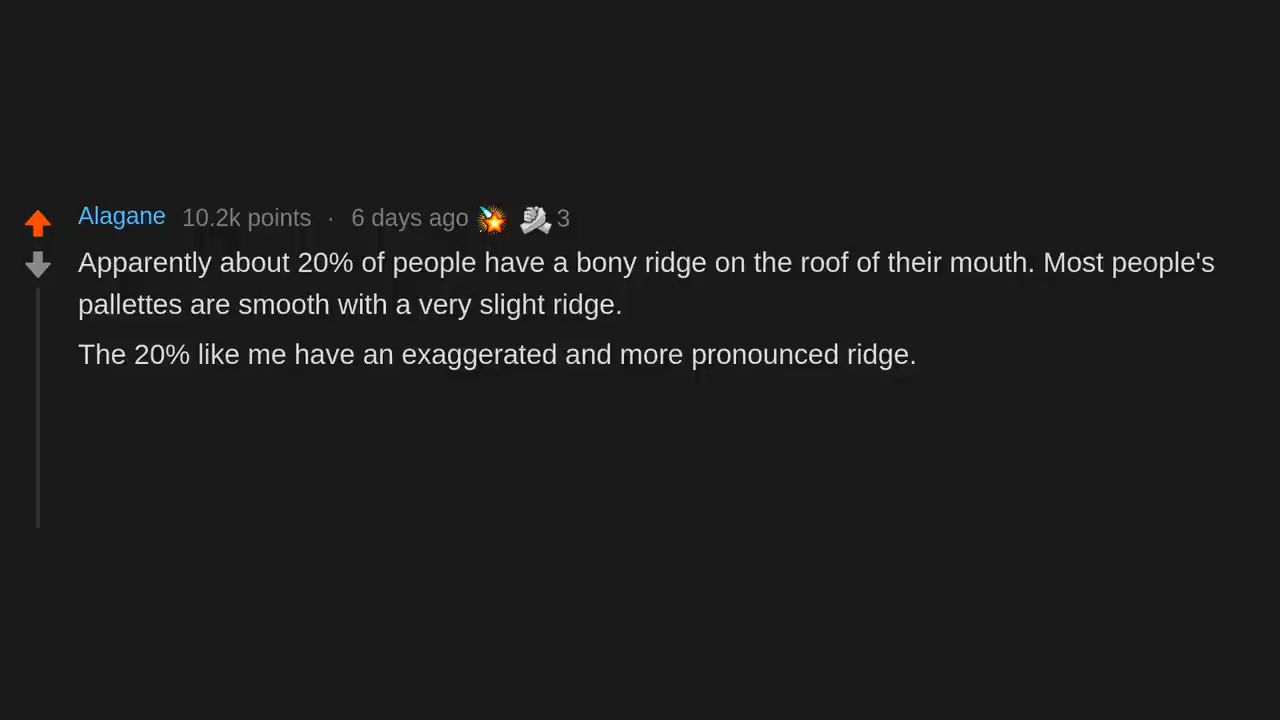 Alagane 10.2k points · 6 days ago 3
Apparently about 20% of people have a bony ridge on the roof of their mouth. Most people's
pallettes are smooth with a very slight ridge.
The 20% like me have an exaggerated and more pronounced ridge.